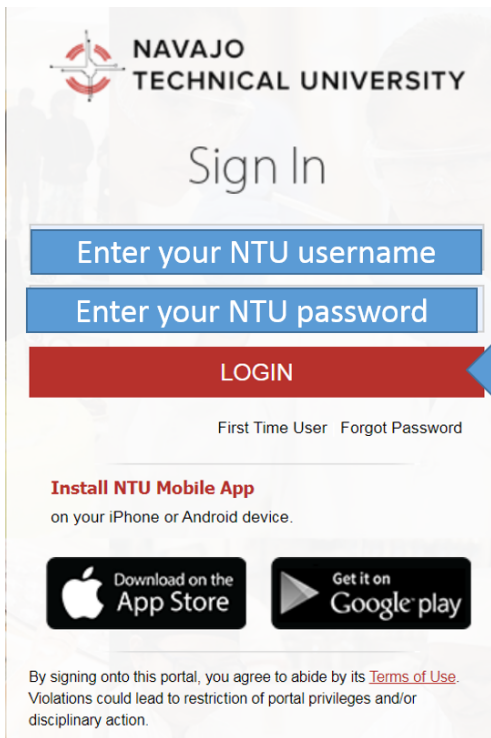 NAVAJO
TECHNICAL UNIVERSITY
Sign In
Enter your NTU username
Enter your NTU password
LOGIN
First Time User Forgot Password
Install NTU Mobile App
on your iPhone or Android device.
Download on the
App Store
Get it on
Google play
By signing onto this portal, you agree to abide by its Terms of Use.
Violations could lead to restriction of portal privileges and/or
disciplinary action.